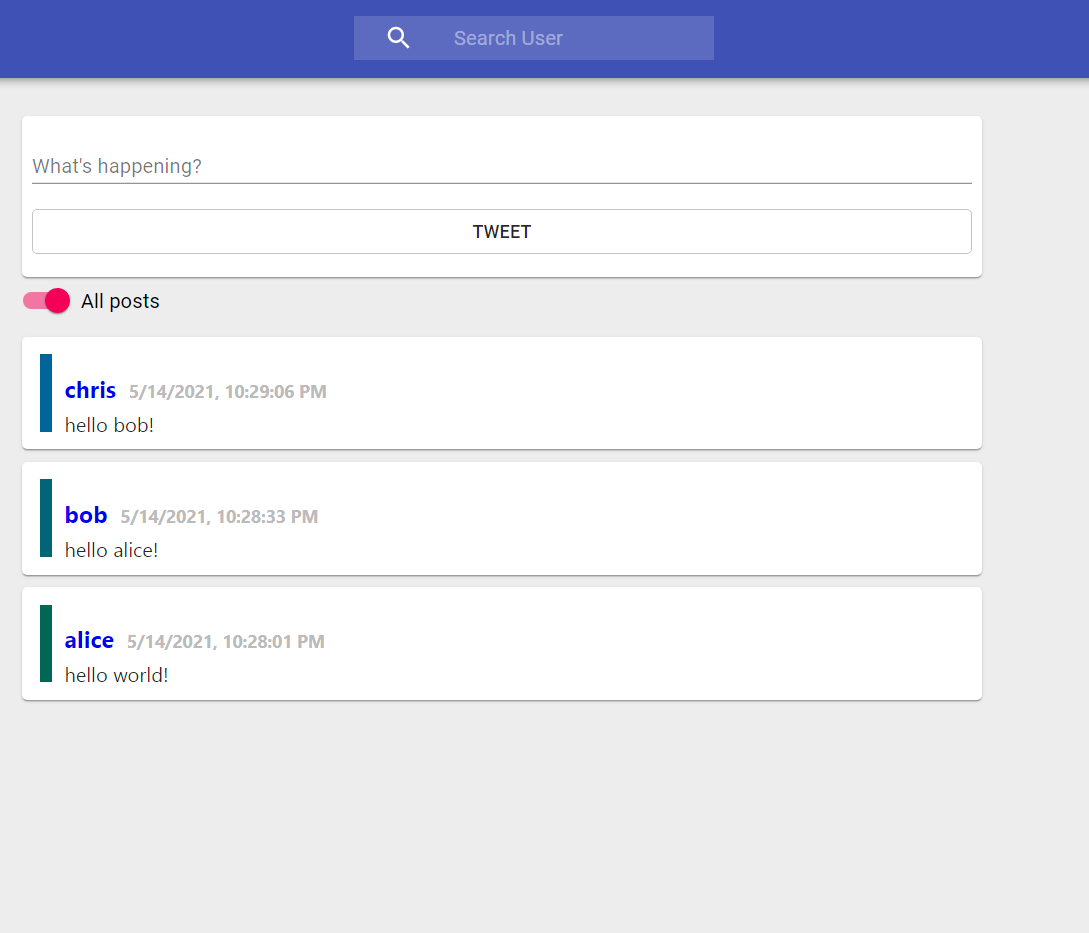 Search User
What's happening?
TWEET
All posts
chris 5/14/2021, 10:29:06 PM
hello bob!
bob 5/14/2021, 10:28:33 PM
hello alice!
alice 5/14/2021, 10:28:01 PM
hello world!